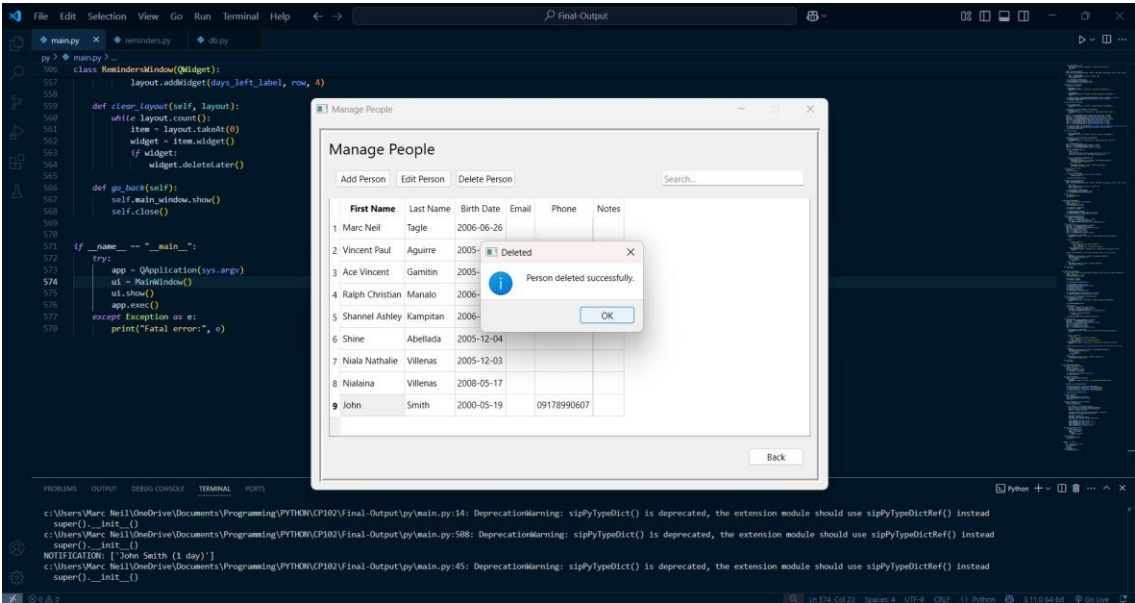 File Edit Selection View Go Run Terminal Help
Final-Output
main.py
reminders.py
db.py
py > main.py > ...
506 class RemindersWindow(QWidget):
557 layout.addWidget(days_left_label, row, 4)
558
559 def clear_layout(self, layout):
560 while layout.count():
561 item = layout.takeAt(0)
562 widget = item.widget()
563 if widget:
564 widget.deleteLater()
565
566 def go_back(self):
567 self.main_window.show()
568 self.close()
569
570
571 if __name__ == "__main__":
572 try:
573 app = QApplication(sys.argv)
574 ui = MainWindow()
575 ui.show()
576 app.exec()
577 except Exception as e:
578 print("Fatal error:", e)
Manage People
Manage People
Add Person Edit Person Delete Person Search...
First Name Last Name Birth Date Email Phone Notes
1 Marc Neil Tagle 2006-06-26
2 Vincent Paul Aguirre 2005-
3 Ace Vincent Gamitin 2005-
4 Ralph Christian Manalo 2006-
5 Shannel Ashley Kampitan 2006-
6 Shine Abellada 2005-12-04
7 Niala Nathalie Villenas 2005-12-03
8 Nialaina Villenas 2008-05-17
9 John Smith 2000-05-19 09178990607
Deleted
Person deleted successfully.
OK
Back
PROBLEMS OUTPUT DEBUG CONSOLE TERMINAL PORTS
Python
c:\Users\Marc Neil\OneDrive\Documents\Programming\PYTHON\CP102\Final-Output\py\main.py:14: DeprecationWarning: sipPyTypeDict() is deprecated, the extension module should use sipPyTypeDictRef() instead
super().__init__()
c:\Users\Marc Neil\OneDrive\Documents\Programming\PYTHON\CP102\Final-Output\py\main.py:508: DeprecationWarning: sipPyTypeDict() is deprecated, the extension module should use sipPyTypeDictRef() instead
super().__init__()
NOTIFICATION: ['John Smith (1 day)']
c:\Users\Marc Neil\OneDrive\Documents\Programming\PYTHON\CP102\Final-Output\py\main.py:45: DeprecationWarning: sipPyTypeDict() is deprecated, the extension module should use sipPyTypeDictRef() instead
super().__init__()
0 0 Ln 574, Col 23 Spaces: 4 UTF-8 CRLF {} Python 3.11.0 64-bit Go Live